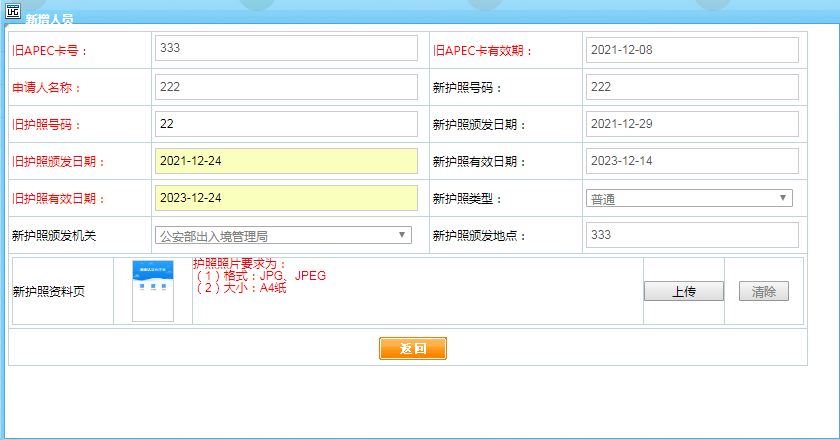 新增人员
旧APEC卡号： 333 旧APEC卡有效期： 2021-12-08
申请人名称： 222 新护照号码： 222
旧护照号码： 22 新护照颁发日期： 2021-12-29
旧护照颁发日期： 2021-12-24 新护照有效日期： 2023-12-14
旧护照有效日期： 2023-12-24 新护照类型： 普通
新护照颁发机关 公安部出入境管理局 新护照颁发地点： 333
护照照片要求为：
（1）格式：JPG、JPEG
（2）大小：A4纸
新护照资料页 上传 清除
返回